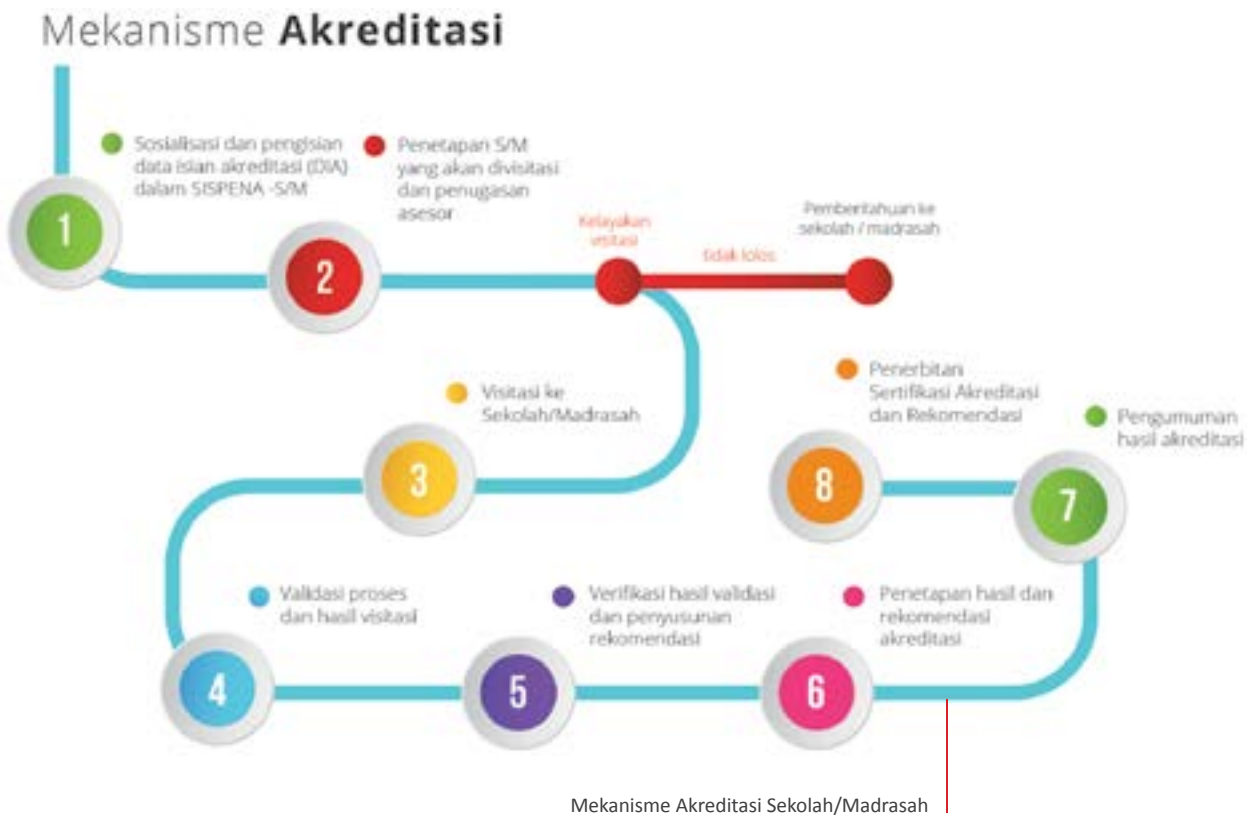 Mekanisme Akreditasi
1
Sosialisasi dan pengisian
data isian akreditasi (DIA)
dalam SISPENA -S/M
2
Penetapan S/M
yang akan divisitasi
dan penugasan
asesor
Kelayakan
visitasi
tidak lolos
Pemberitahuan ke
sekolah / madrasah
3
Visitasi ke
Sekolah/Madrasah
4
Validasi proses
dan hasil visitasi
5
Verifikasi hasil validasi
dan penyusunan
rekomendasi
6
Penetapan hasil dan
rekomendasi
akreditasi
7
Pengumuman
hasil akreditasi
8
Penerbitan
Sertifikasi Akreditasi
dan Rekomendasi
Mekanisme Akreditasi Sekolah/Madrasah